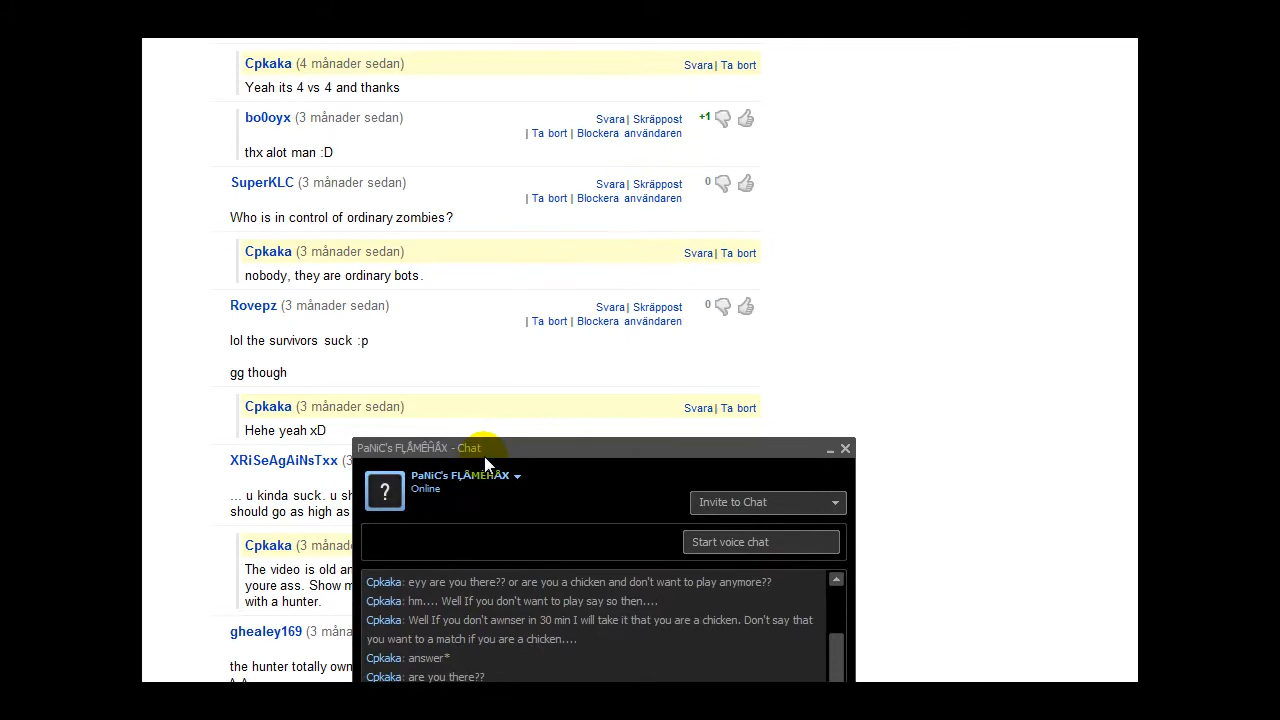 Cpkaka (4 månader sedan) Svara| Ta bort
Yeah its 4 vs 4 and thanks
bo0oyx (3 månader sedan) Svara| Skräppost +1
| Ta bort | Blockera användaren
thx alot man :D
SuperKLC (3 månader sedan) Svara| Skräppost 0
| Ta bort | Blockera användaren
Who is in control of ordinary zombies?
Cpkaka (3 månader sedan) Svara| Ta bort
nobody, they are ordinary bots.
Rovepz (3 månader sedan) Svara| Skräppost 0
| Ta bort | Blockera användaren
lol the survivors suck :p
gg though
Cpkaka (3 månader sedan) Svara| Ta bort
Hehe yeah xD
XRiSeAgAiNsTxx (3
... u kinda suck. u
should go as high as
Cpkaka (3
The video is old
youre ass. Show
with a hunter.
ghealey169 (3
the hunter totally
PaNiC's FĻÅMÊĤÂX - Chat
PaNiC's FĻÅMÊĤÂX
Online
?
Invite to Chat
Start voice chat
Cpkaka: eyy are you there?? or are you a chicken and don't want to play anymore??
Cpkaka: hm.... Well If you don't want to play say so then....
Cpkaka: Well If you don't awnser in 30 min I will take it that you are a chicken. Don't say that
you want to a match if you are a chicken....
Cpkaka: answer*
Cpkaka: are you there??